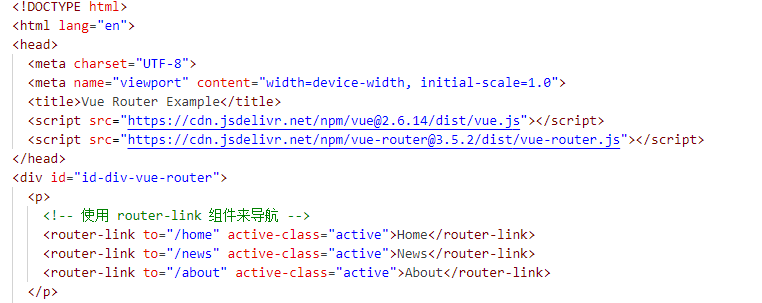 <!DOCTYPE html>
<html lang="en">
<head>
<meta charset="UTF-8">
<meta name="viewport" content="width=device-width, initial-scale=1.0">
<title>Vue Router Example</title>
<script src="https://cdn.jsdelivr.net/npm/vue@2.6.14/dist/vue.js"></script>
<script src="https://cdn.jsdelivr.net/npm/vue-router@3.5.2/dist/vue-router.js"></script>
</head>
<div id="id-div-vue-router">
<p>
<!-- 使用 router-link 组件来导航 -->
<router-link to="/home" active-class="active">Home</router-link>
<router-link to="/news" active-class="active">News</router-link>
<router-link to="/about" active-class="active">About</router-link>
</p>